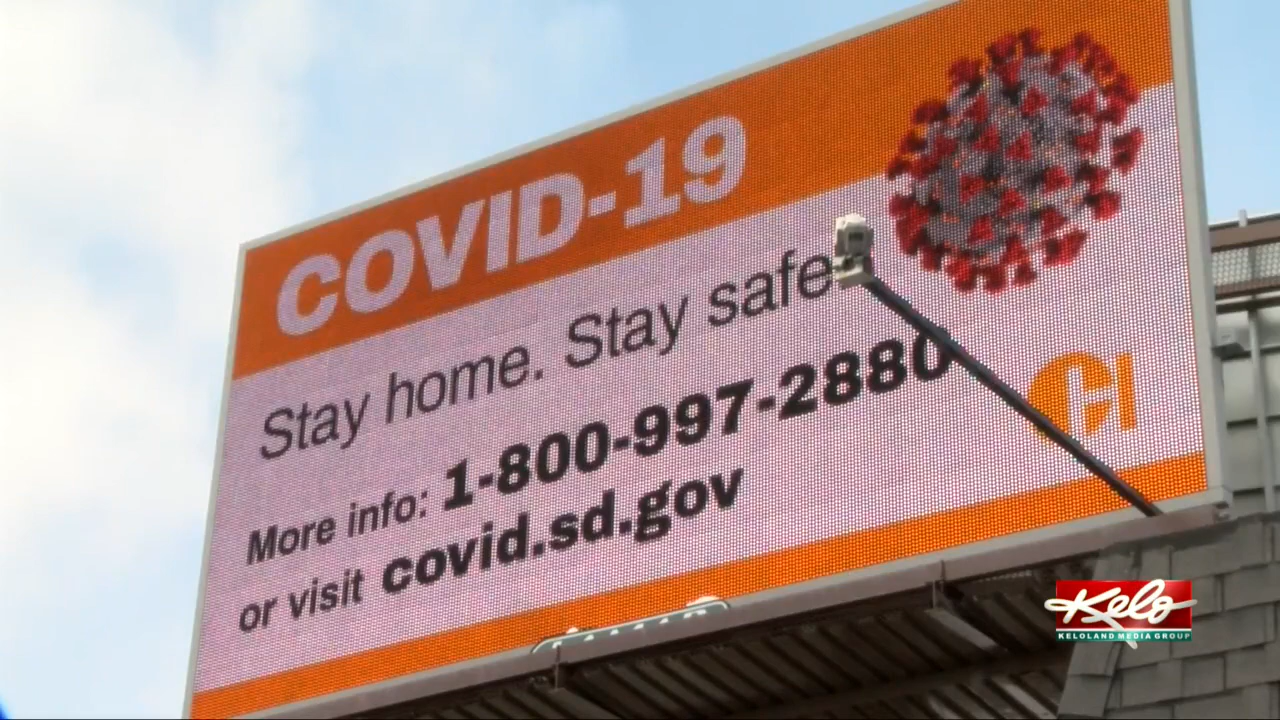 COVID-19
Stay home. Stay safe
More info: 1-800-997-2880
or visit covid.sd.gov
CH
Kelo
KELOLAND MEDIA GROUP